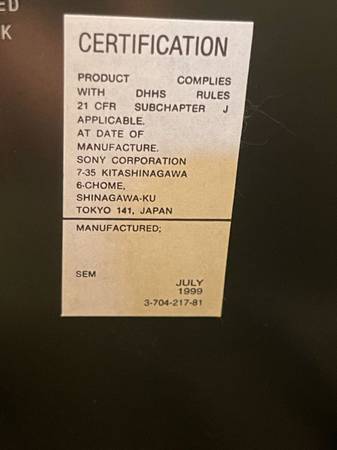 ED
K
CERTIFICATION
PRODUCT COMPLIES
WITH DHHS RULES
21 CFR SUBCHAPTER J
APPLICABLE.
AT DATE OF
MANUFACTURE.
SONY CORPORATION
7-35 KITASHINAGAWA
6-CHOME,
SHINAGAWA-KU
TOKYO 141, JAPAN
MANUFACTURED;
SEM
JULY
1999
3-704-217-81